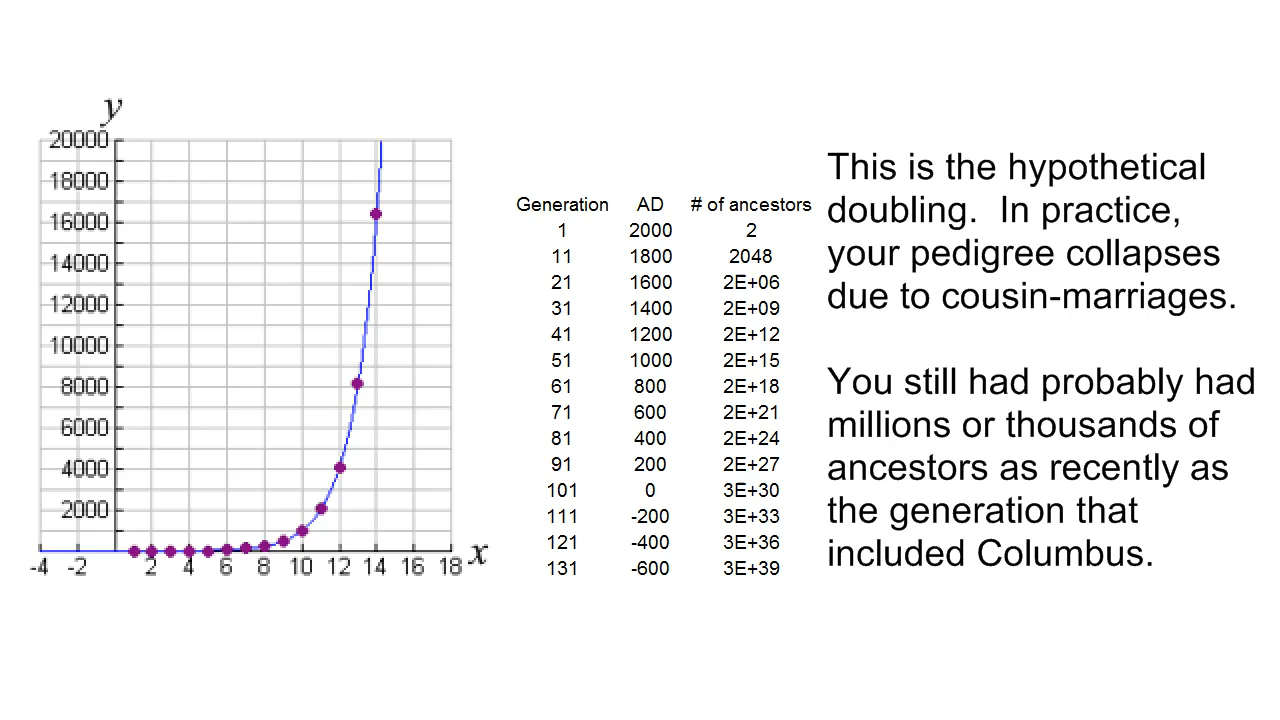 y
20000
18000
16000
14000
12000
10000
8000
6000
4000
2000
-4 -2 2 4 6 8 10 12 14 16 18 x
Generation AD # of ancestors
1 2000 2
11 1800 2048
21 1600 2E+06
31 1400 2E+09
41 1200 2E+12
51 1000 2E+15
61 800 2E+18
71 600 2E+21
81 400 2E+24
91 200 2E+27
101 0 3E+30
111 -200 3E+33
121 -400 3E+36
131 -600 3E+39
This is the hypothetical
doubling. In practice,
your pedigree collapses
due to cousin-marriages.
You still had probably had
millions or thousands of
ancestors as recently as
the generation that
included Columbus.